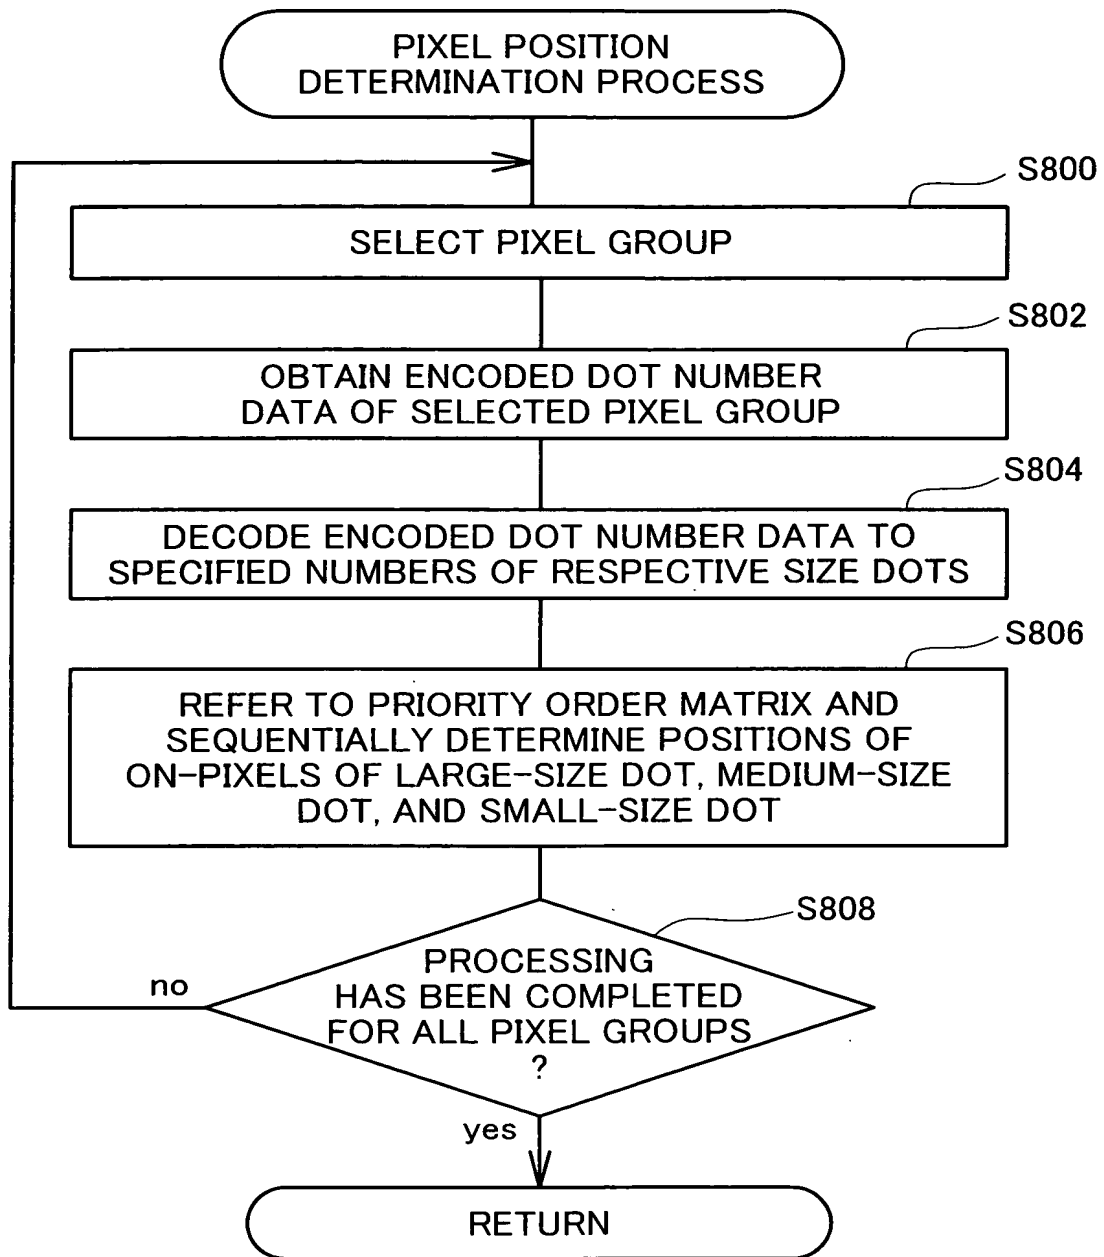 PIXEL POSITION
DETERMINATION PROCESS
S800
SELECT PIXEL GROUP
S802
OBTAIN ENCODED DOT NUMBER
DATA OF SELECTED PIXEL GROUP
S804
DECODE ENCODED DOT NUMBER DATA TO
SPECIFIED NUMBERS OF RESPECTIVE SIZE DOTS
S806
REFER TO PRIORITY ORDER MATRIX AND
SEQUENTIALLY DETERMINE POSITIONS OF
ON-PIXELS OF LARGE-SIZE DOT, MEDIUM-SIZE
DOT, AND SMALL-SIZE DOT
S808
PROCESSING
HAS BEEN COMPLETED
FOR ALL PIXEL GROUPS
?
no
yes
RETURN